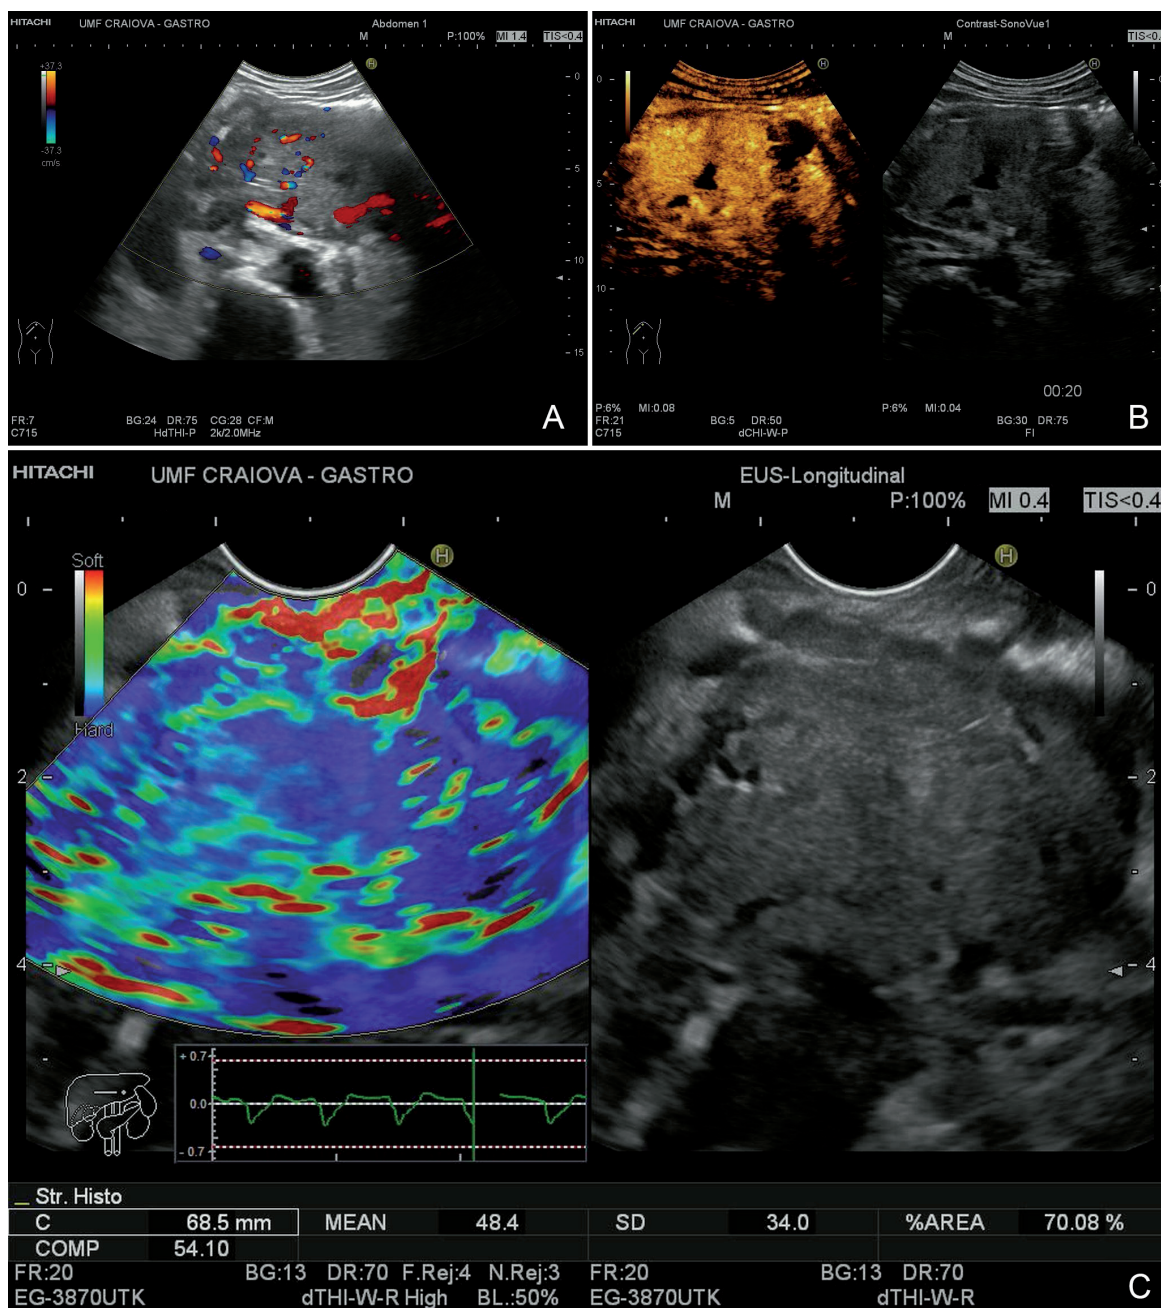 HITACHI UMF CRAIOVA - GASTRO Abdomen 1
M P:100% MI 1.4 TIS<0.4
+37.3
-37.3
cm/s
H
0
5
10
15
FR:7 BG:24 DR:75 CG:28 CF:M
C715 HdTHI-P 2k/2.0MHz
A
HITACHI UMF CRAIOVA - GASTRO Contrast-SonoVue1
M TIS<0.
H H
0
5
10
00:20
P:6% MI:0.08 P:6% MI:0.04
FR:21 BG:5 DR:50 BG:30 DR:75
C715 dCHI-W-P FI
B
HITACHI UMF CRAIOVA - GASTRO EUS-Longitudinal
M P:100% MI 0.4 TIS<0.4
H H
Soft
Hard
0 0
2 2
4 4
+ 0.7
0.0
- 0.7
Str. Histo
C 68.5 mm MEAN 48.4 SD 34.0 %AREA 70.08 %
COMP 54.10
FR:20 BG:13 DR:70 F.Rej:4 N.Rej:3 FR:20 BG:13 DR:70
EG-3870UTK dTHI-W-R High BL.:50% EG-3870UTK dTHI-W-R
C